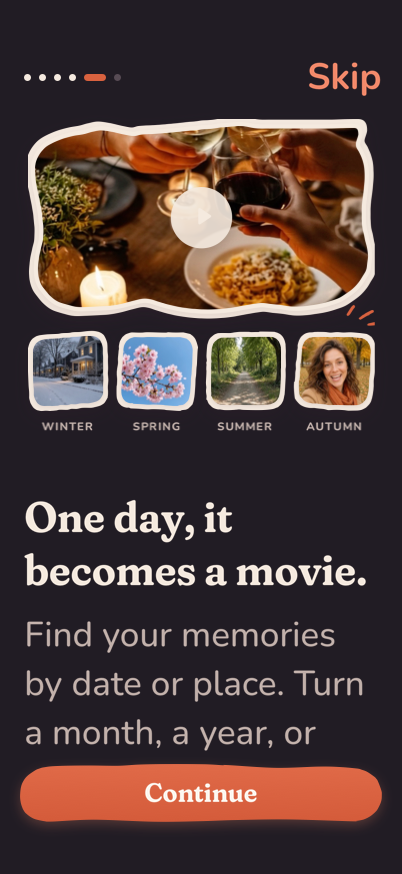 Skip
WINTER
SPRING
SUMMER
AUTUMN
One day, it
becomes a movie.
Find your memories
by date or place. Turn
a month, a year, or
Continue